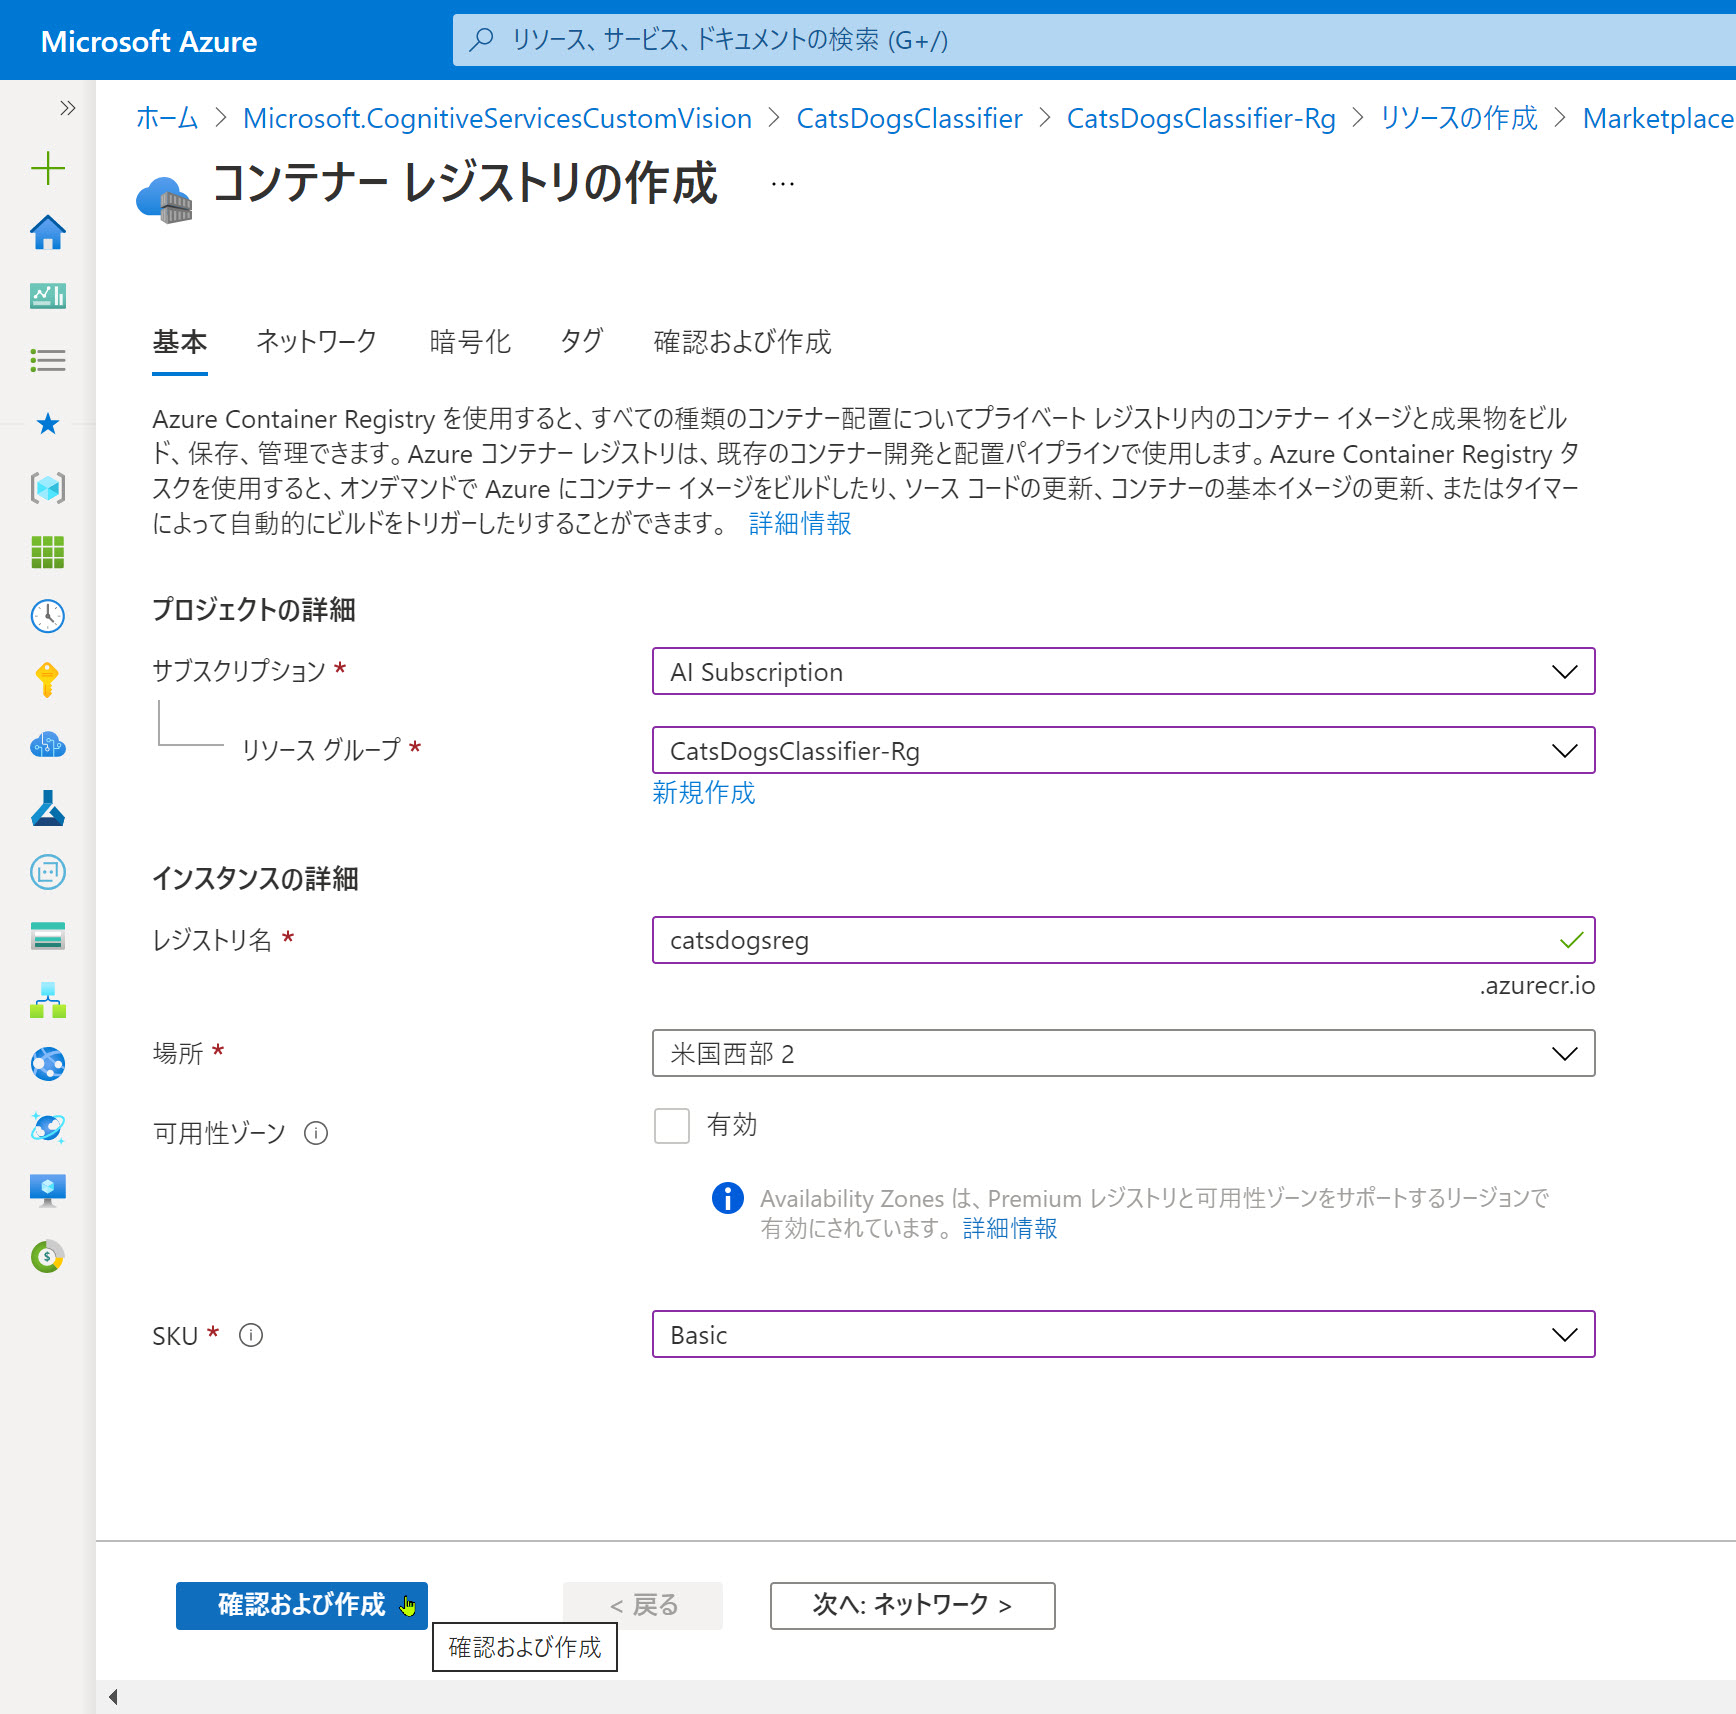 Microsoft Azure
リソース、サービス、ドキュメントの検索 (G+/)
ホーム > Microsoft.CognitiveServicesCustomVision > CatsDogsClassifier > CatsDogsClassifier-Rg > リソースの作成 > Marketplace
コンテナー レジストリの作成 …
基本 ネットワーク 暗号化 タグ 確認および作成
Azure Container Registry を使用すると、すべての種類のコンテナー配置についてプライベート レジストリ内のコンテナー イメージと成果物をビル
ド、保存、管理できます。Azure コンテナー レジストリは、既存のコンテナー開発と配置パイプラインで使用します。Azure Container Registry タ
スクを使用すると、オンデマンドで Azure にコンテナー イメージをビルドしたり、ソース コードの更新、コンテナーの基本イメージの更新、またはタイマー
によって自動的にビルドをトリガーしたりすることができます。 詳細情報
プロジェクトの詳細
サブスクリプション * AI Subscription
リソース グループ * CatsDogsClassifier-Rg
新規作成
インスタンスの詳細
レジストリ名 * catsdogsreg
.azurecr.io
場所 * 米国西部 2
可用性ゾーン 有効
Availability Zones は、Premium レジストリと可用性ゾーンをサポートするリージョンで
有効にされています。詳細情報
SKU * Basic
確認および作成 < 戻る 次へ: ネットワーク >
確認および作成